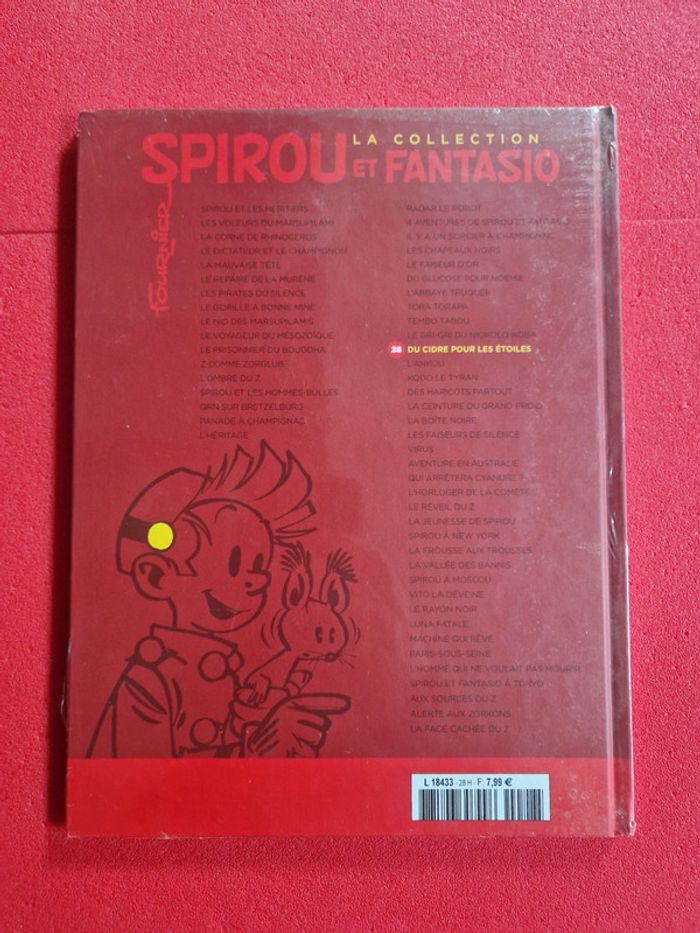 LA COLLECTION
SPIROU ET FANTASIO
FOURNIER
SPIROU ET LES HÉRITIERS
LES VOLEURS DU MARSUPILAMI
LA CORNE DE RHINOCÉROS
LE DICTATEUR ET LE CHAMPIGNON
LA MAUVAISE TÊTE
LE REPAIRE DE LA MURÈNE
LES PIRATES DU SILENCE
LE GORILLE A BONNE MINE
LE NID DES MARSUPILAMIS
LE VOYAGEUR DU MÉSOZOÏQUE
LE PRISONNIER DU BOUDDHA
Z COMME ZORGLUB
L'OMBRE DU Z
SPIROU ET LES HOMMES-BULLES
QRN SUR BRETZELBURG
PANADE À CHAMPIGNAC
L'HÉRITAGE
RADAR LE ROBOT
4 AVENTURES DE SPIROU ET FANTASIO
IL Y A UN SORCIER À CHAMPIGNAC
LES CHAPEAUX NOIRS
LE FAISEUR D'OR
DU GLUCOSE POUR NOÉMIE
L'ABBAYE TRUQUÉE
TORA TORAPA
TEMBO TABOU
LE GRI-GRI DU NIOKOLO-KOBA
28 DU CIDRE POUR LES ÉTOILES
L'ANKOU
KODO LE TYRAN
DES HARICOTS PARTOUT
LA CEINTURE DU GRAND FROID
LA BOÎTE NOIRE
LES FAISEURS DE SILENCE
VIRUS
AVENTURE EN AUSTRALIE
QUI ARRÊTERA CYANURE ?
L'HORLOGER DE LA COMÈTE
LE RÉVEIL DU Z
LA JEUNESSE DE SPIROU
SPIROU À NEW YORK
LA FROUSSE AUX TROUSSES
LA VALLÉE DES BANNIS
SPIROU À MOSCOU
VITO LA DÉVEINE
LE RAYON NOIR
LUNA FATALE
MACHINE QUI RÊVE
PARIS-SOUS-SEINE
L'HOMME QUI NE VOULAIT PAS MOURIR
SPIROU ET FANTASIO À TOKYO
AUX SOURCES DU Z
ALERTE AUX ZORKONS
LA FACE CACHÉE DU Z
L 18433 - 28 H - F: 7,99 €